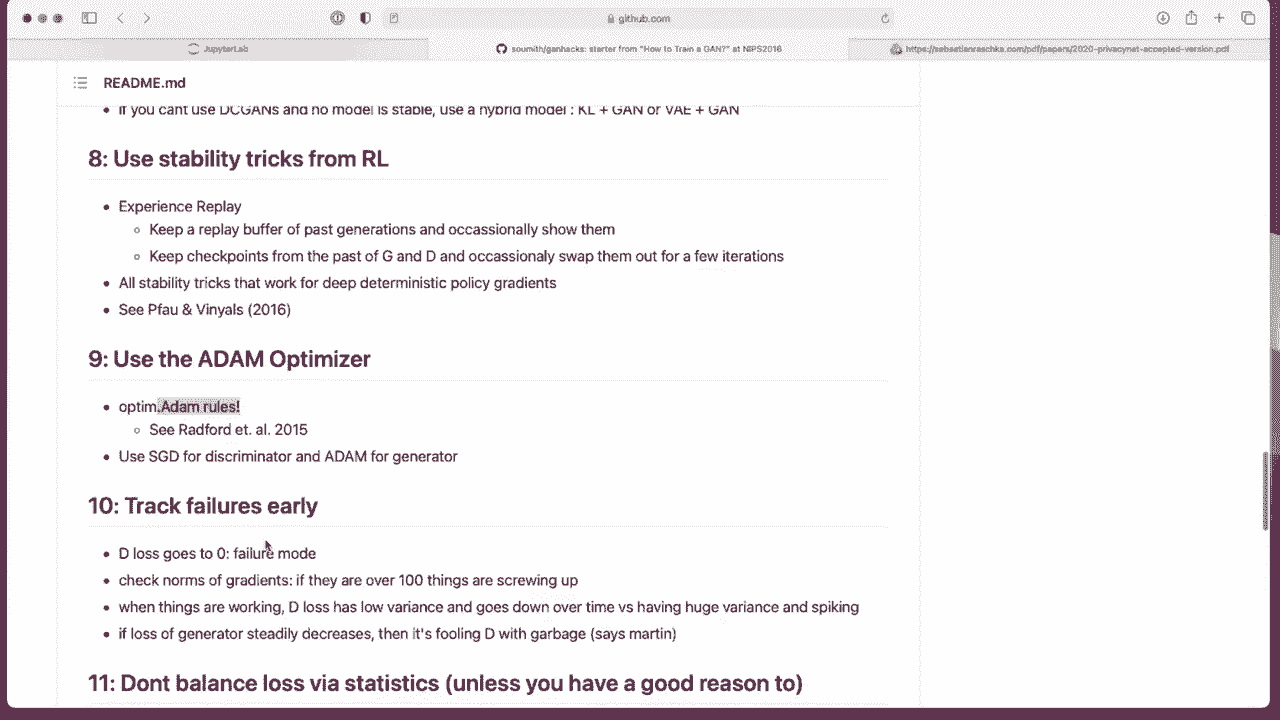 github.com
JupyterLab
soumith/ganhacks: starter from "How to Train a GAN?" at NIPS2016
https://sebastianraschka.com/pdf/papers/2020-privacynet-accepted-version.pdf
README.md
If you cant use DCGANs and no model is stable, use a hybrid model : KL + GAN or VAE + GAN
8: Use stability tricks from RL
Experience Replay
Keep a replay buffer of past generations and occassionally show them
Keep checkpoints from the past of G and D and occassionaly swap them out for a few iterations
All stability tricks that work for deep deterministic policy gradients
See Pfau & Vinyals (2016)
9: Use the ADAM Optimizer
optim.Adam rules!
See Radford et. al. 2015
Use SGD for discriminator and ADAM for generator
10: Track failures early
D loss goes to 0: failure mode
check norms of gradients: if they are over 100 things are screwing up
when things are working, D loss has low variance and goes down over time vs having huge variance and spiking
if loss of generator steadily decreases, then it's fooling D with garbage (says martin)
11: Dont balance loss via statistics (unless you have a good reason to)